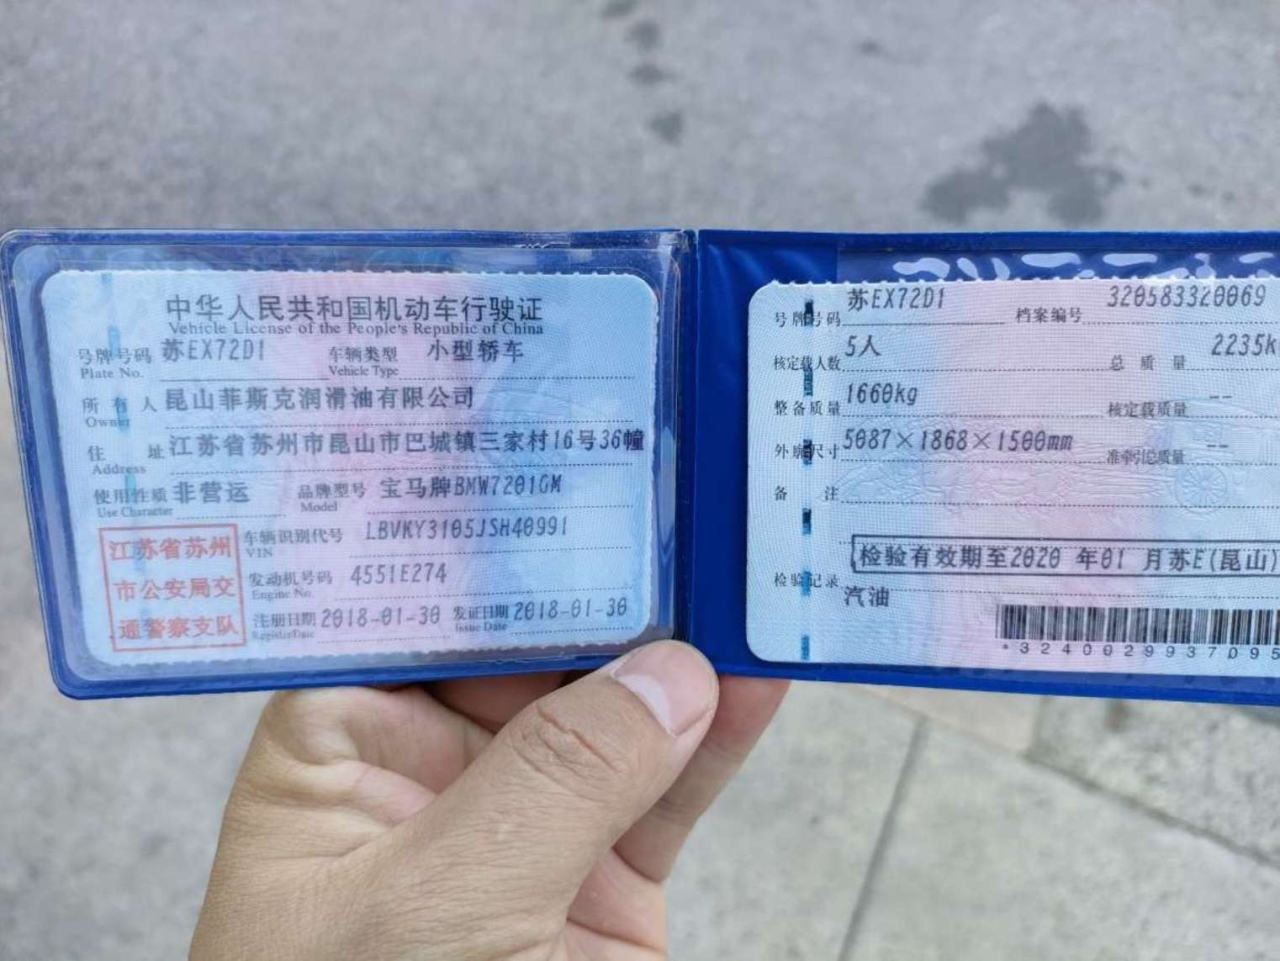 中华人民共和国机动车行驶证
Vehicle License of the People's Republic of China
号牌号码 苏EX72D1 车辆类型 小型轿车
Plate No. Vehicle Type
所有人 昆山菲斯克润滑油有限公司
Owner
住址 江苏省苏州市昆山市巴城镇三家村16号36幢
Address
使用性质 非营运 品牌型号 宝马牌BMW7201GM
Use Character Model
江苏省苏州
市公安局交
通警察支队
车辆识别代号 LBVKY3105JSH40991
VIN
发动机号码 4551E274
Engine No.
注册日期 2018-01-30 发证日期 2018-01-30
Register Date Issue Date
号牌号码 苏EX72D1 档案编号 320583320069
核定载人数 5人 总质量 2235k
整备质量 1660kg 核定载质量 --
外廓尺寸 5087×1868×1500mm 准牵引总质量 --
备注
检验有效期至2020 年01 月苏E(昆山)
检验记录
汽油
*3240029937095